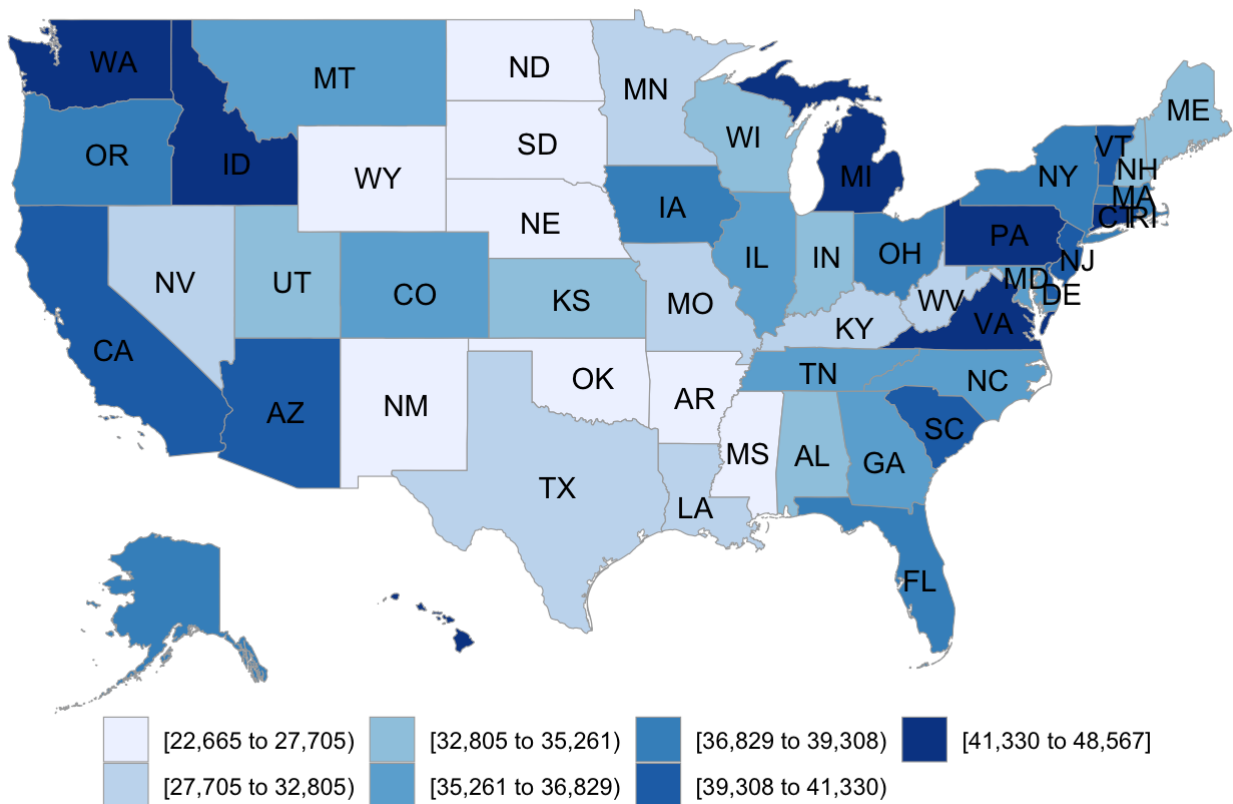 WA
MT
ND
MN
ME
WI
VT
SD
OR
ID
NH
WY
MI
NY
MA
IA
CT
RI
NE
PA
OH
IL
IN
NJ
NV
UT
MD
CO
DE
KS
MO
WV
VA
KY
CA
TN
OK
NC
AR
NM
AZ
SC
MS
AL
GA
TX
LA
FL
[22,665 to 27,705)
[32,805 to 35,261)
[36,829 to 39,308)
[41,330 to 48,567]
[27,705 to 32,805)
[35,261 to 36,829)
[39,308 to 41,330)